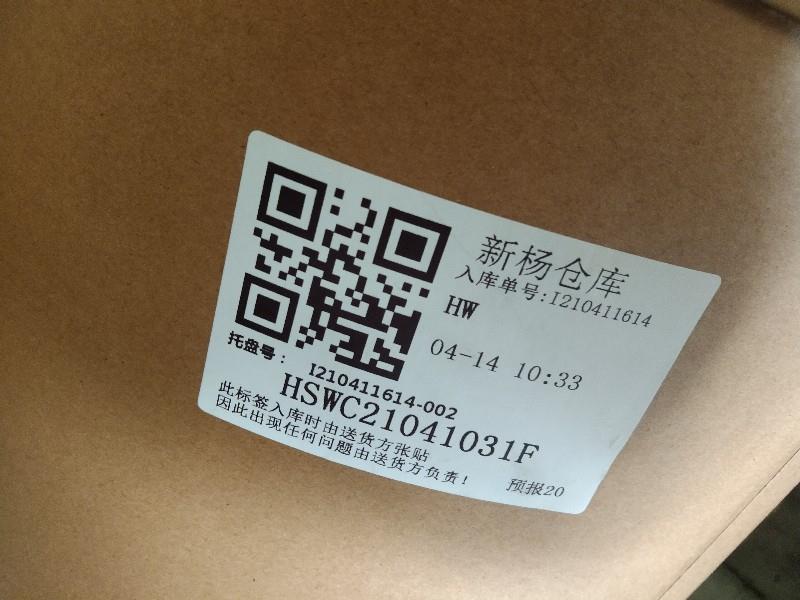 新杨仓库
入库单号:I210411614
HW
04-14 10:33
托盘号：
I210411614-002
HSWC21041031F
此标签入库时由送货方张贴
因此出现任何问题由送货方负责!
预报20